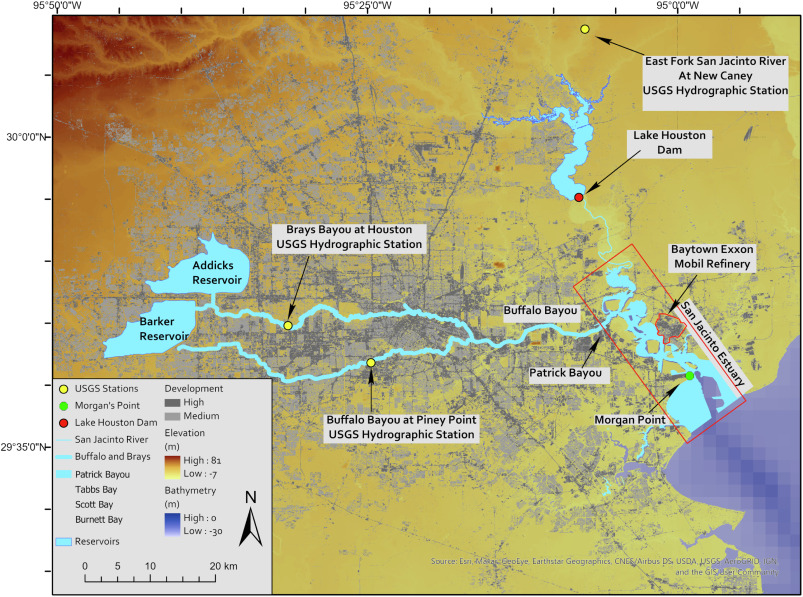 95°50'0"W
95°25'0"W
95°0'0"W
East Fork San Jacinto River
At New Caney
USGS Hydrographic Station
30°0'0"N
Lake Houston
Dam
Brays Bayou at Houston
USGS Hydrographic Station
Baytown Exxon
Mobil Refinery
Addicks
Reservoir
Barker
Reservoir
Buffalo Bayou
San Jacinto Estuary
Patrick Bayou
Morgan Point
Buffalo Bayou at Piney Point
USGS Hydrographic Station
29°35'0"N
USGS Stations
Morgan's Point
Lake Houston Dam
San Jacinto River
Buffalo and Brays
Patrick Bayou
Tabbs Bay
Scott Bay
Burnett Bay
Reservoirs
Development
High
Medium
Elevation
(m)
High : 81
Low : -7
Bathymetry
(m)
High : 0
Low : -30
N
0 5 10 15 20 km
Source: Esri, Maxar, GeoEye, Earthstar Geographics, CNES/Airbus DS, USDA, USGS, AeroGRID, IGN,
and the GIS User Community